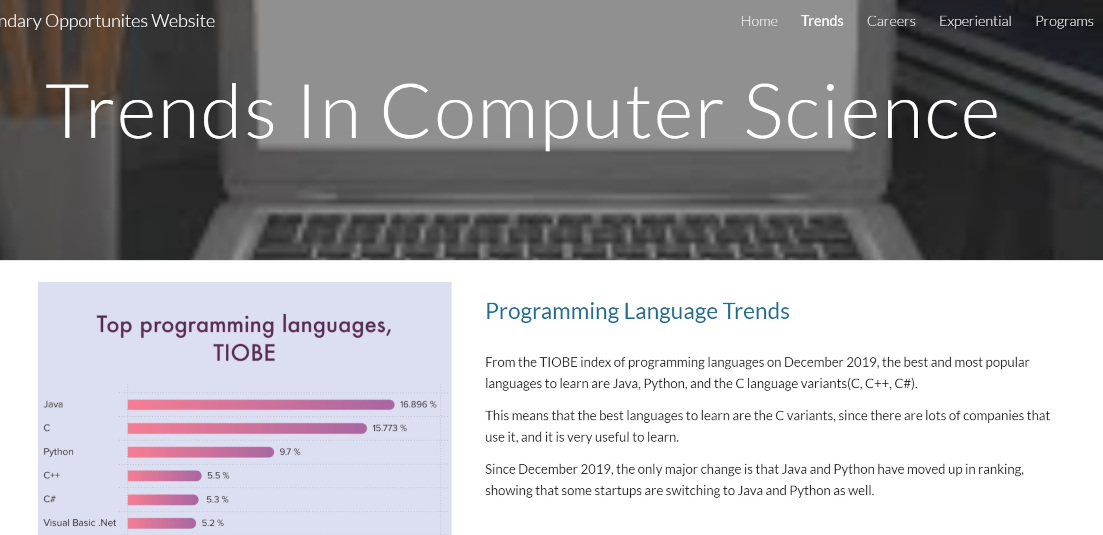 Opportunites Website
Home Trends Careers Experiential Programs
Trends In Computer Science
Top programming languages,
TIOBE
Java 16.896 %
C 15.773 %
Python 9.7 %
C++ 5.5 %
C# 5.3 %
Visual Basic .Net 5.2 %
Programming Language Trends
From the TIOBE index of programming languages on December 2019, the best and most popular
languages to learn are Java, Python, and the C language variants(C, C++, C#).
This means that the best languages to learn are the C variants, since there are lots of companies that
use it, and it is very useful to learn.
Since December 2019, the only major change is that Java and Python have moved up in ranking,
showing that some startups are switching to Java and Python as well.